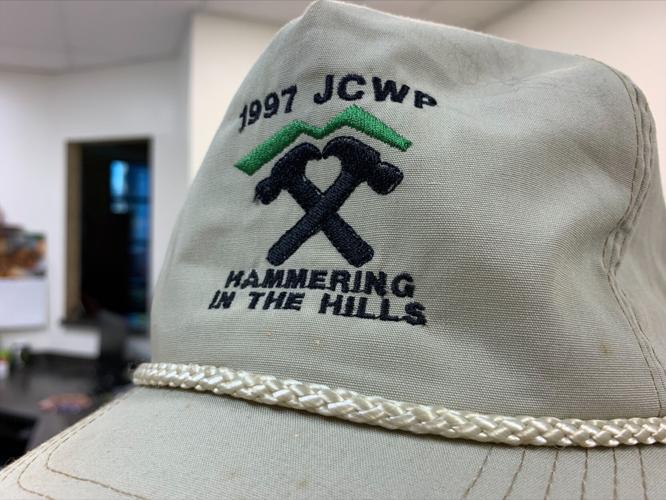 1997 JCWP
HAMMERING
IN THE HILLS